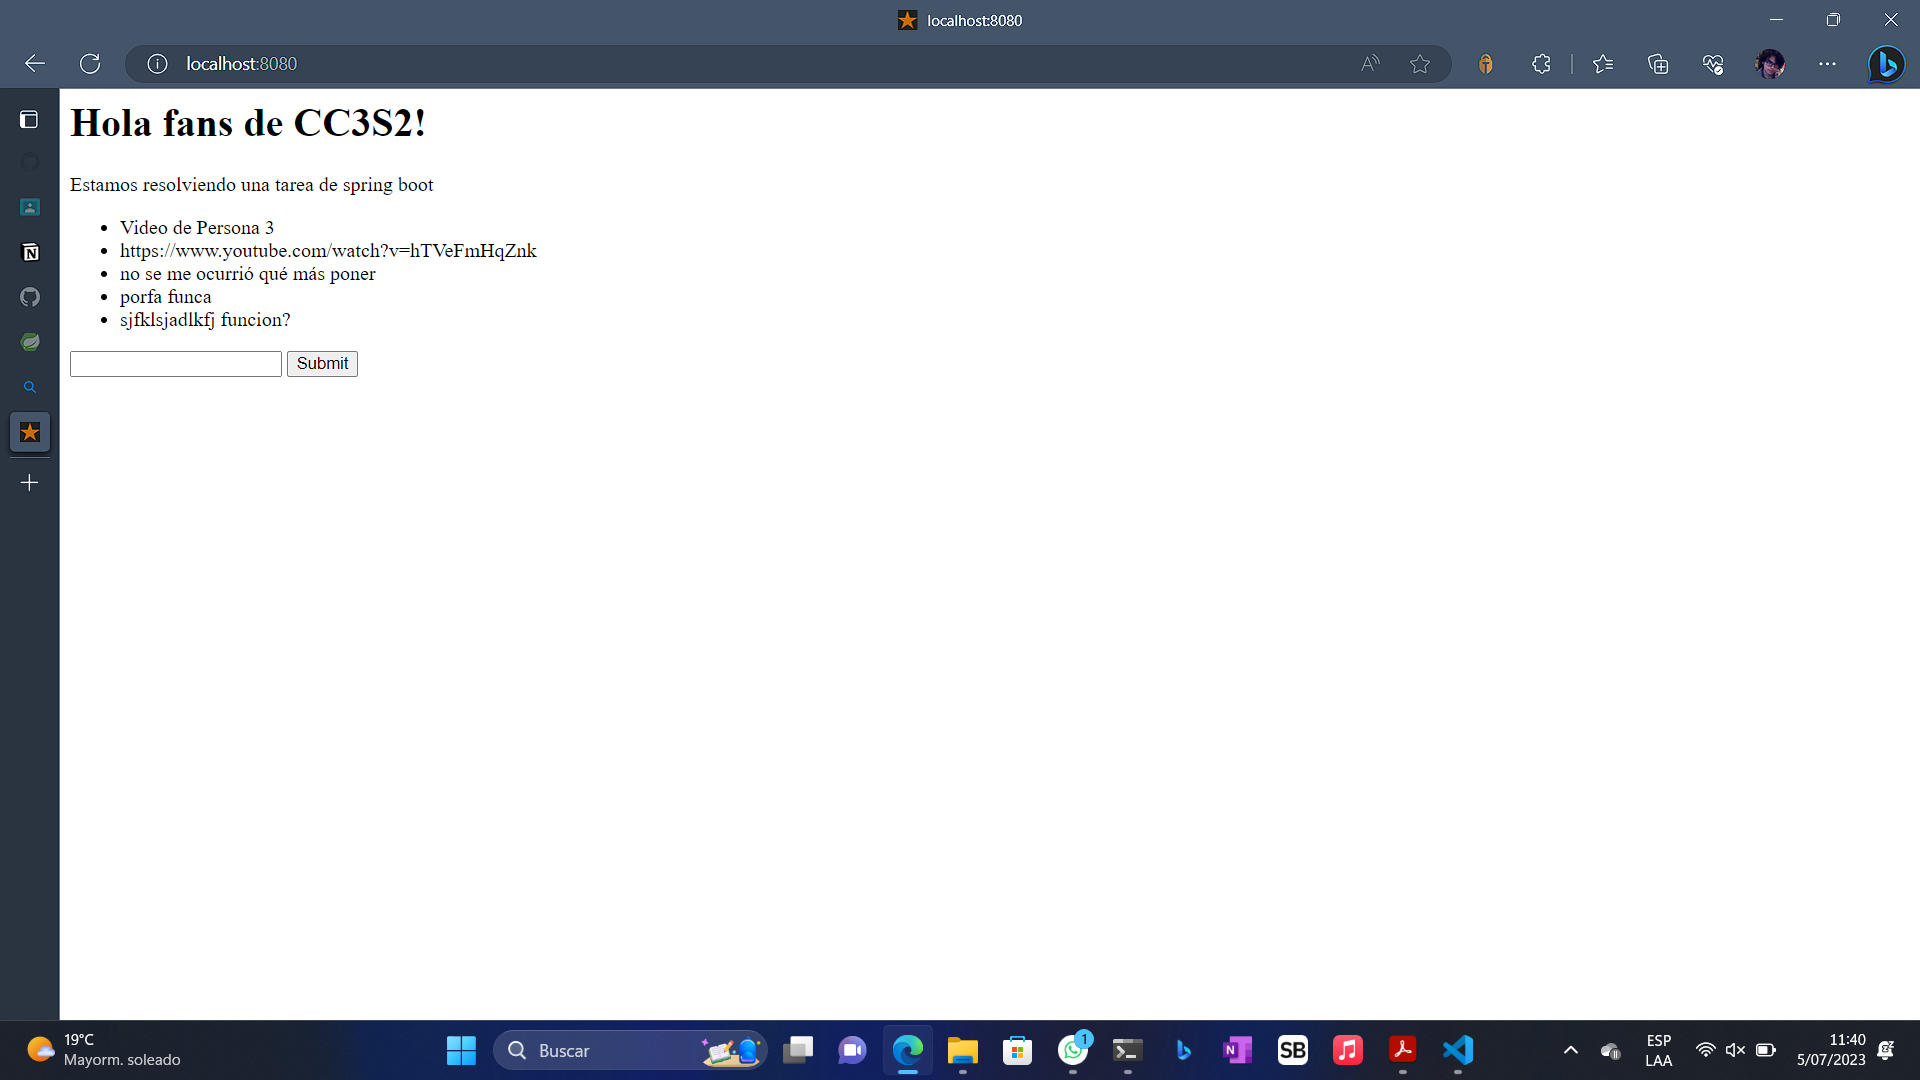 localhost:8080
localhost:8080
Hola fans de CC3S2!
Estamos resolviendo una tarea de spring boot
Video de Persona 3
https://www.youtube.com/watch?v=hTVeFmHqZnk
no se me ocurrió qué más poner
porfa funca
sjfklsjadlkfj funcion?
Submit
19°C
Mayorm. soleado
Buscar
1
N
SB
ESP
LAA
11:40
5/07/2023